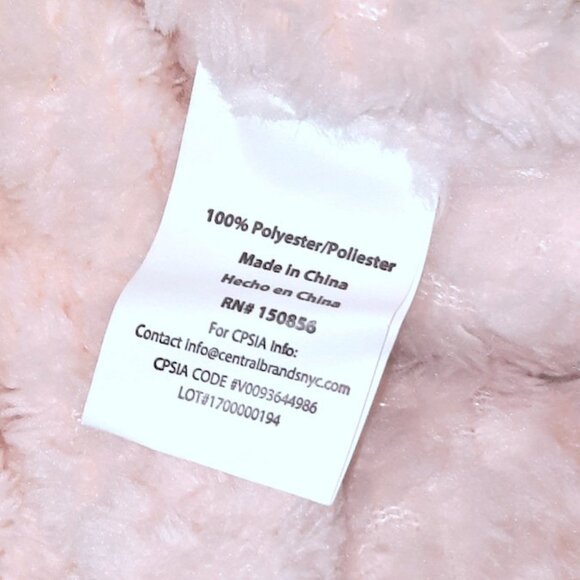 100% Polyester/Poliester
Made in China
Hecho en China
RN# 150856
For CPSIA Info:
Contact info@centralbrandsnyc.com
CPSIA CODE #V0093644986
LOT#1700000194